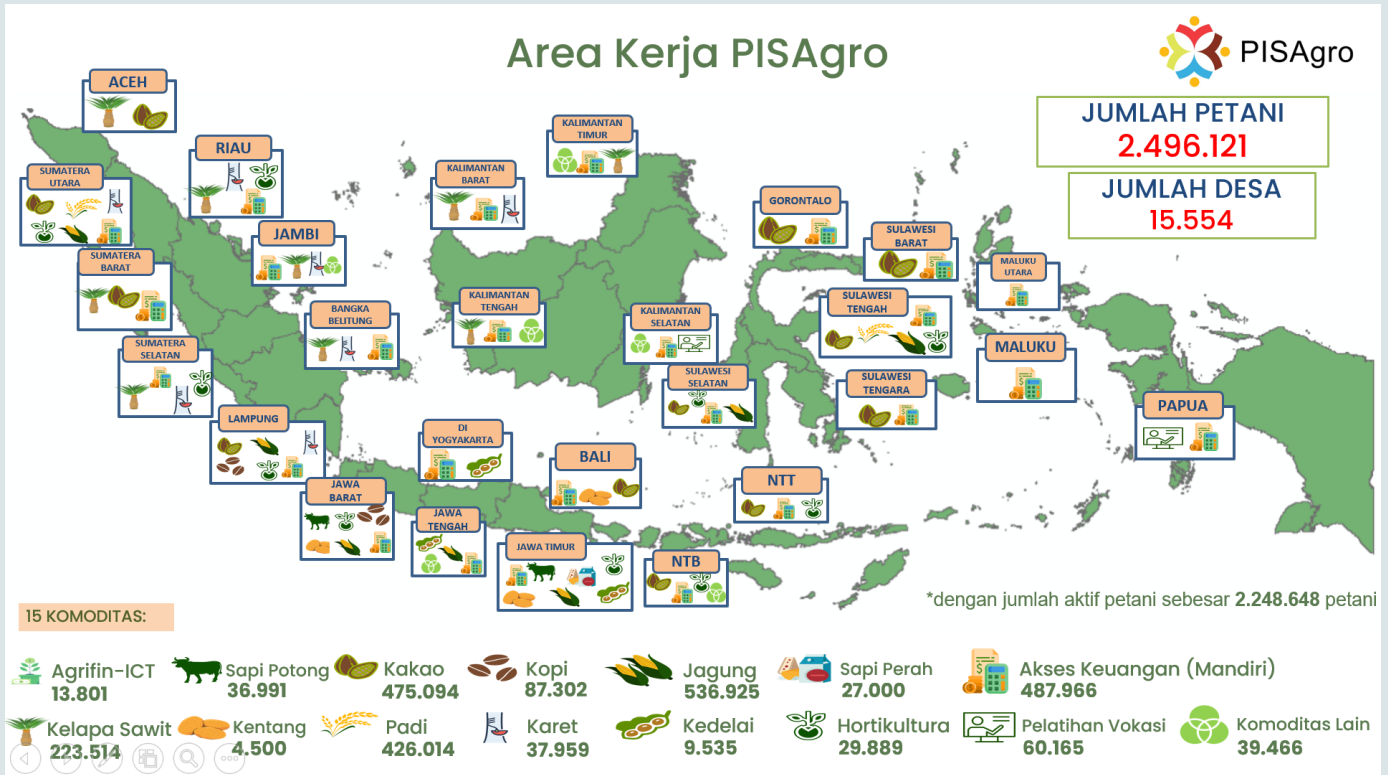 Area Kerja PISAgro
PISAgro
JUMLAH PETANI
2.496.121
JUMLAH DESA
15.554
ACEH
RIAU
SUMATERA
UTARA
JAMBI
SUMATERA
BARAT
BANGKA
BELITUNG
SUMATERA
SELATAN
LAMPUNG
KALIMANTAN
TIMUR
KALIMANTAN
BARAT
KALIMANTAN
TENGAH
KALIMANTAN
SELATAN
GORONTALO
SULAWESI
BARAT
SULAWESI
TENGAH
SULAWESI
SELATAN
SULAWESI
TENGARA
MALUKU
UTARA
MALUKU
PAPUA
DI
YOGYAKARTA
BALI
NTT
JAWA
BARAT
JAWA
TENGAH
JAWA TIMUR
NTB
*dengan jumlah aktif petani sebesar 2.248.648 petani
15 KOMODITAS:
Agrifin-ICT
13.801
Sapi Potong
36.991
Kakao
475.094
Kopi
87.302
Jagung
536.925
Sapi Perah
27.000
Akses Keuangan (Mandiri)
487.966
Kelapa Sawit
223.514
Kentang
4.500
Padi
426.014
Karet
37.959
Kedelai
9.535
Hortikultura
29.889
Pelatihan Vokasi
60.165
Komoditas Lain
39.466